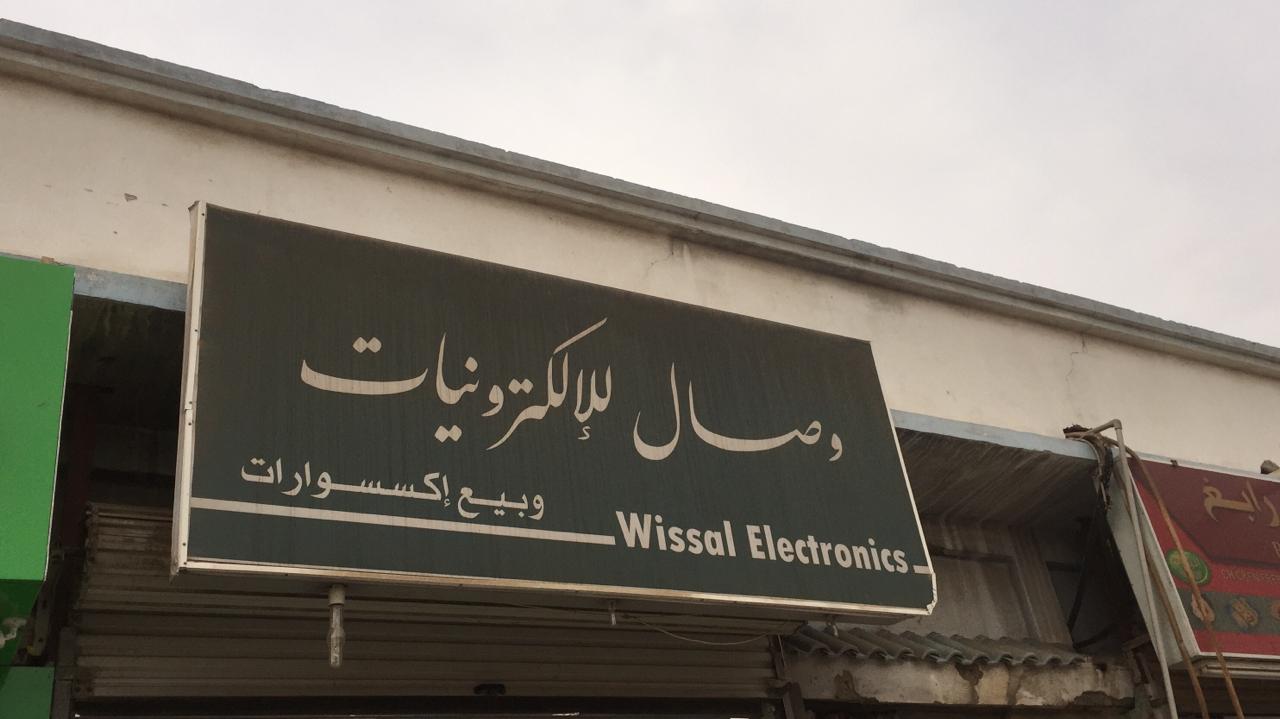 وصال للإلكترونيات
وبيع إكسسوارات
Wissal Electronics